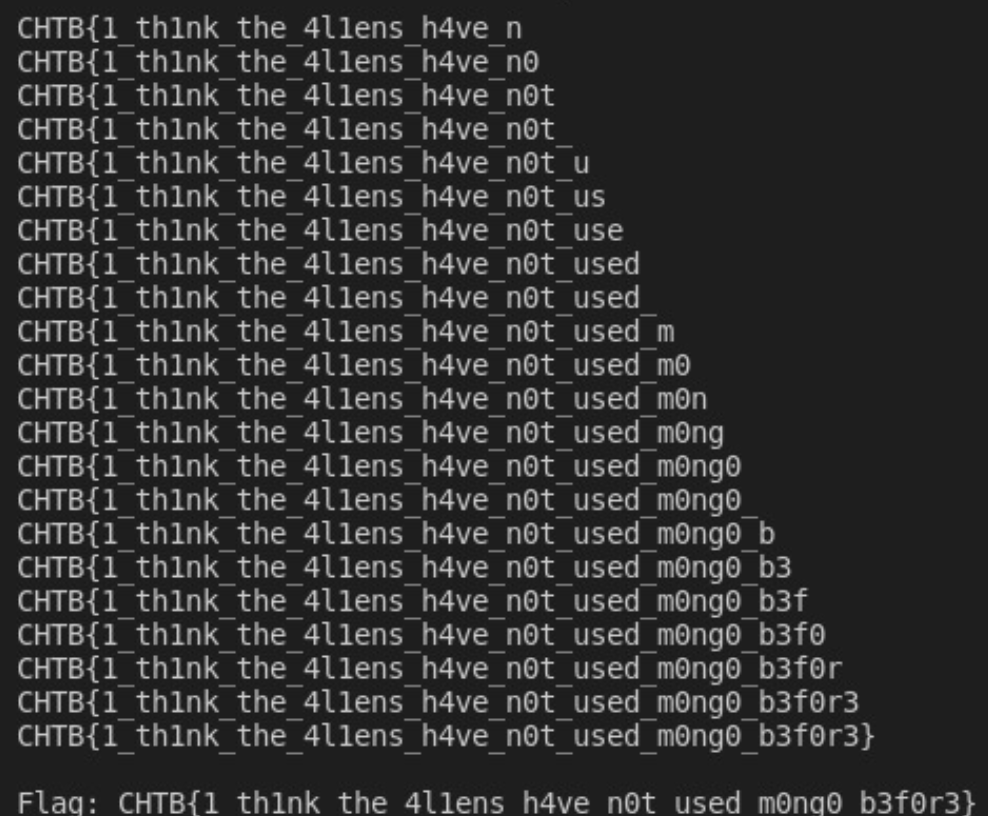 CHTB{1_th1nk_the_4l1ens_h4ve_n
CHTB{1_th1nk_the_4l1ens_h4ve_n0
CHTB{1_th1nk_the_4l1ens_h4ve_n0t
CHTB{1_th1nk_the_4l1ens_h4ve_n0t_
CHTB{1_th1nk_the_4l1ens_h4ve_n0t_u
CHTB{1_th1nk_the_4l1ens_h4ve_n0t_us
CHTB{1_th1nk_the_4l1ens_h4ve_n0t_use
CHTB{1_th1nk_the_4l1ens_h4ve_n0t_used
CHTB{1_th1nk_the_4l1ens_h4ve_n0t_used_
CHTB{1_th1nk_the_4l1ens_h4ve_n0t_used_m
CHTB{1_th1nk_the_4l1ens_h4ve_n0t_used_m0
CHTB{1_th1nk_the_4l1ens_h4ve_n0t_used_m0n
CHTB{1_th1nk_the_4l1ens_h4ve_n0t_used_m0ng
CHTB{1_th1nk_the_4l1ens_h4ve_n0t_used_m0ng0
CHTB{1_th1nk_the_4l1ens_h4ve_n0t_used_m0ng0_
CHTB{1_th1nk_the_4l1ens_h4ve_n0t_used_m0ng0_b
CHTB{1_th1nk_the_4l1ens_h4ve_n0t_used_m0ng0_b3
CHTB{1_th1nk_the_4l1ens_h4ve_n0t_used_m0ng0_b3f
CHTB{1_th1nk_the_4l1ens_h4ve_n0t_used_m0ng0_b3f0
CHTB{1_th1nk_the_4l1ens_h4ve_n0t_used_m0ng0_b3f0r
CHTB{1_th1nk_the_4l1ens_h4ve_n0t_used_m0ng0_b3f0r3
CHTB{1_th1nk_the_4l1ens_h4ve_n0t_used_m0ng0_b3f0r3}
Flag: CHTB{1_th1nk_the_4l1ens_h4ve_n0t_used_m0ng0_b3f0r3}